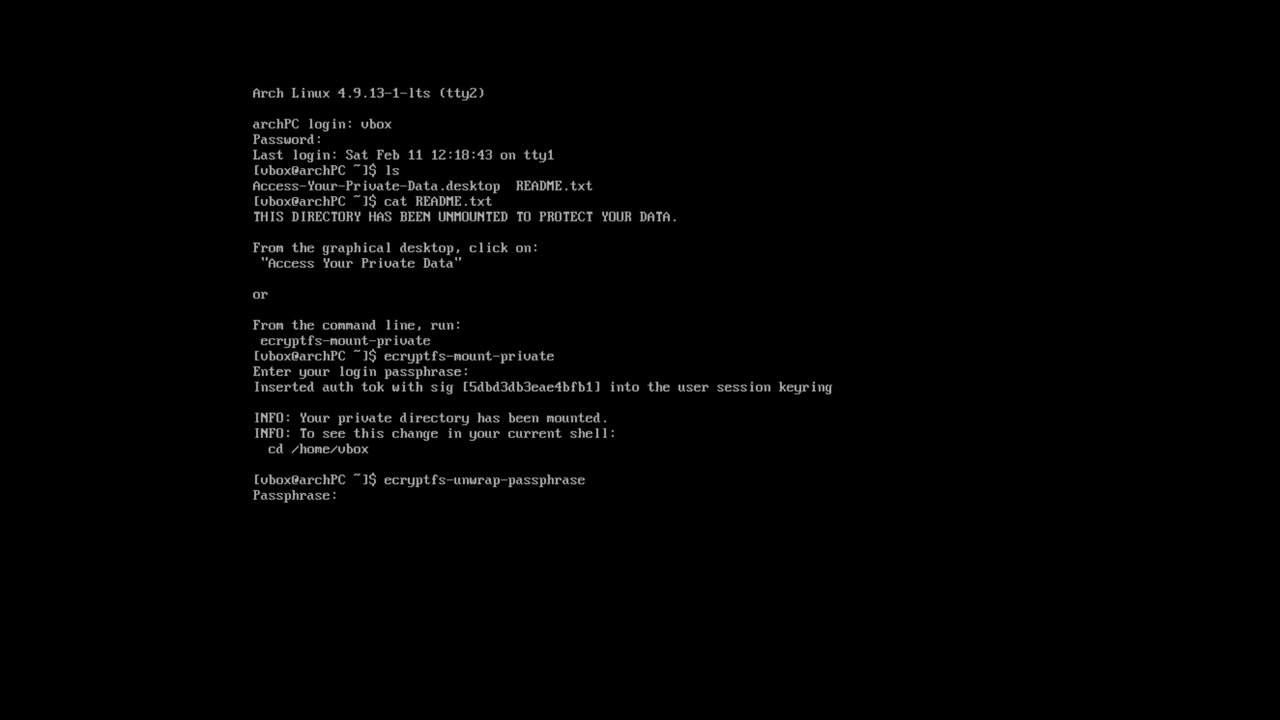 Arch Linux 4.9.13-1-lts (tty2)
archPC login: vbox
Password:
Last login: Sat Feb 11 12:18:43 on tty1
[vbox@archPC ~]$ ls
Access-Your-Private-Data.desktop  README.txt
[vbox@archPC ~]$ cat README.txt
THIS DIRECTORY HAS BEEN UNMOUNTED TO PROTECT YOUR DATA.
From the graphical desktop, click on:
"Access Your Private Data"
or
From the command line, run:
ecryptfs-mount-private
[vbox@archPC ~]$ ecryptfs-mount-private
Enter your login passphrase:
Inserted auth tok with sig [5dbd3db3eae4bfb1] into the user session keyring
INFO: Your private directory has been mounted.
INFO: To see this change in your current shell:
cd /home/vbox
[vbox@archPC ~]$ ecryptfs-unwrap-passphrase
Passphrase: